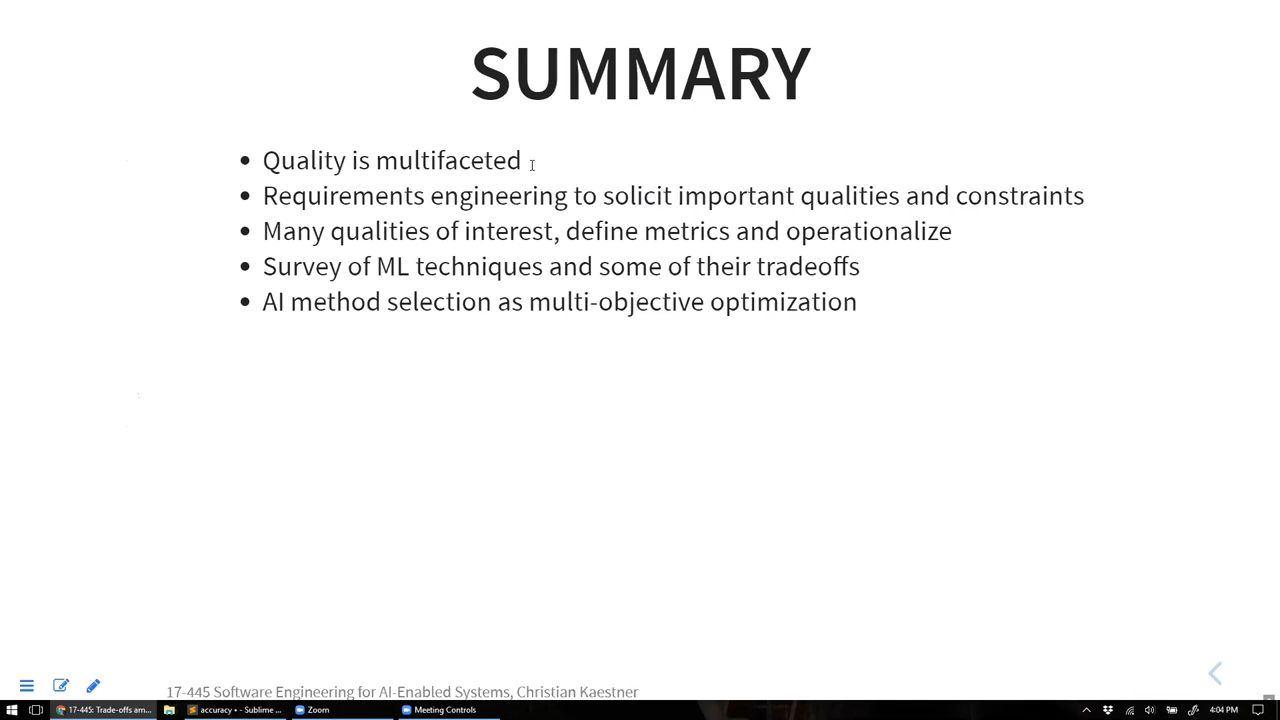 SUMMARY
Quality is multifaceted
Requirements engineering to solicit important qualities and constraints
Many qualities of interest, define metrics and operationalize
Survey of ML techniques and some of their tradeoffs
AI method selection as multi-objective optimization
17-445 Software Engineering for AI-Enabled Systems, Christian Kaestner
17-445: Trade-offs am... accuracy • - Sublime ... Zoom Meeting Controls 4:04 PM